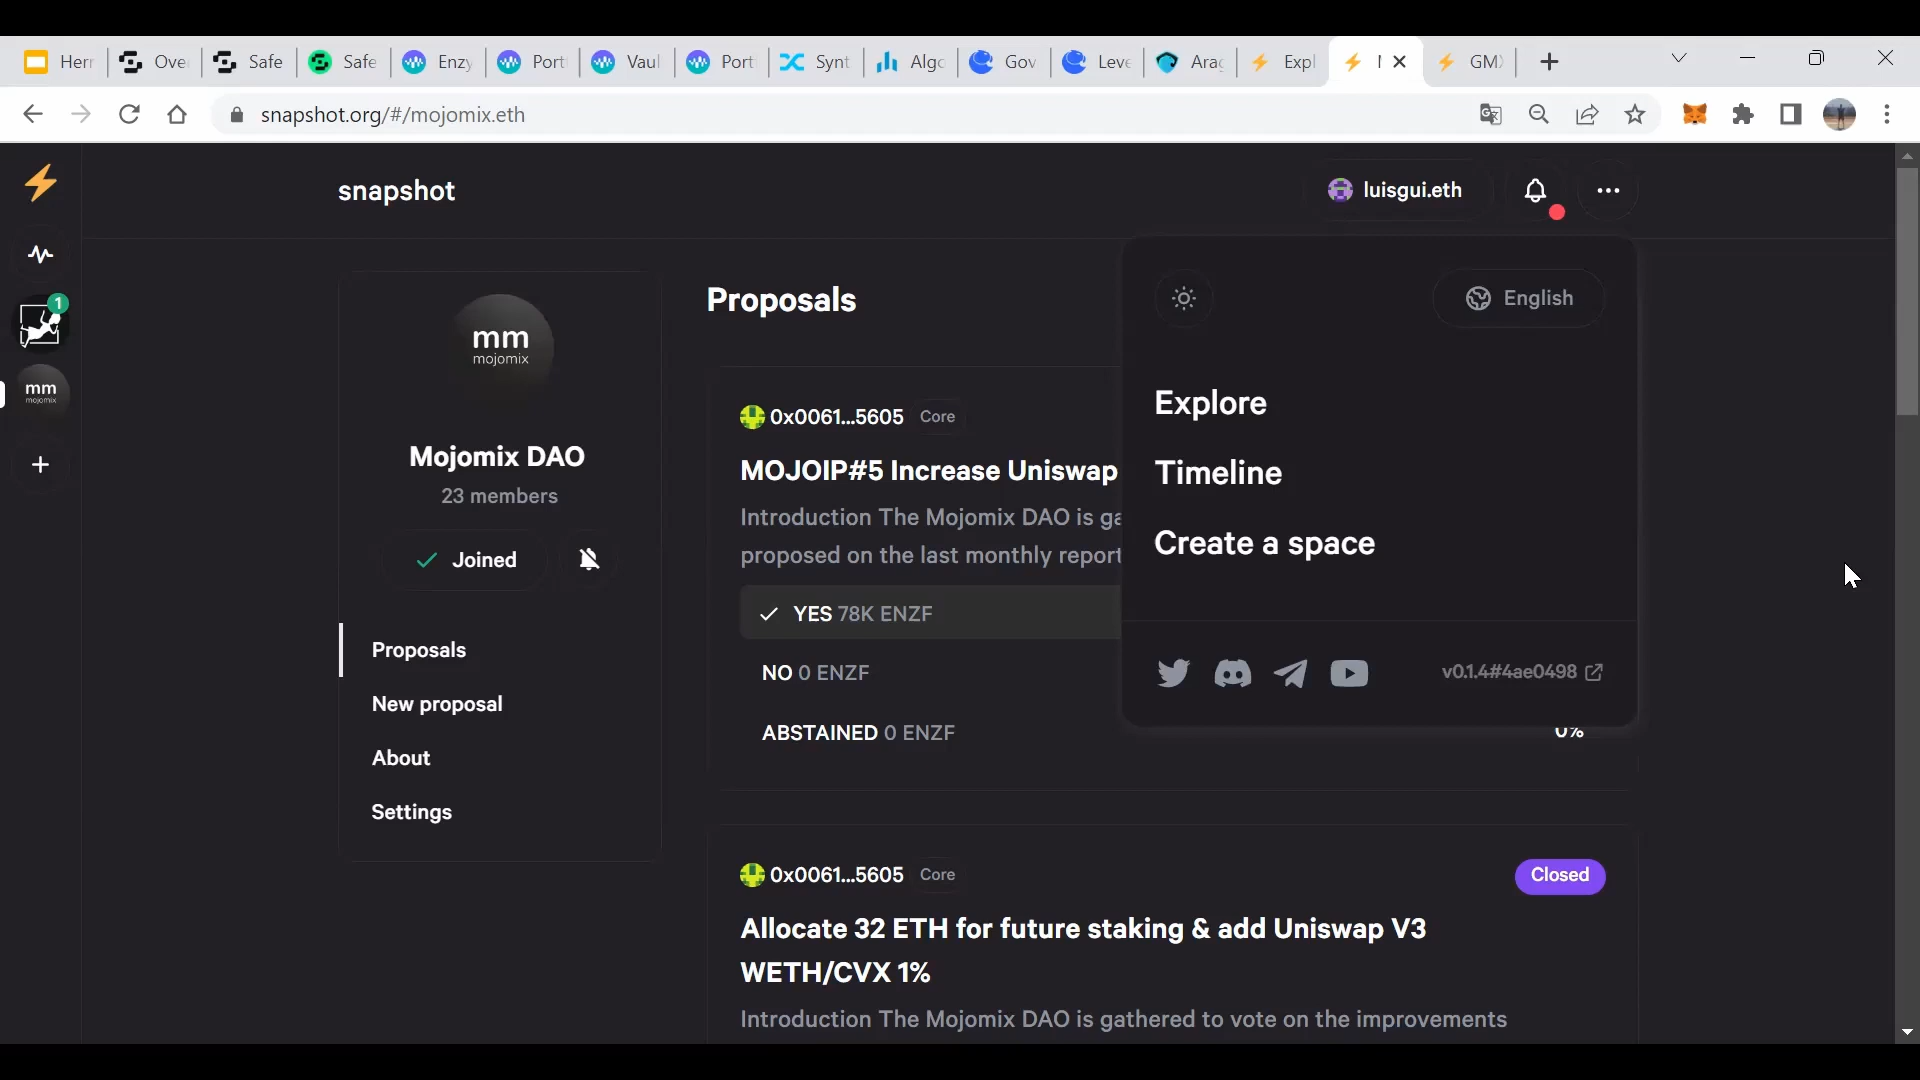 Herr
Ove
Safe
Safe
Enzy
Port
Vaul
Port
Synt
Algo
Gov
Leve
Arag
Expl
GMX
snapshot.org/#/mojomix.eth
snapshot
luisgui.eth
English
Explore
Timeline
Create a space
v0.1.4#4ae0498
1
mm
mojomix
mm
mojomix
Mojomix DAO
23 members
Joined
Proposals
New proposal
About
Settings
Proposals
0x0061...5605 Core
MOJOIP#5 Increase Uniswap
Introduction The Mojomix DAO is ga
proposed on the last monthly report
YES 78K ENZF
NO 0 ENZF
ABSTAINED 0 ENZF
0%
0x0061...5605 Core
Closed
Allocate 32 ETH for future staking & add Uniswap V3
WETH/CVX 1%
Introduction The Mojomix DAO is gathered to vote on the improvements